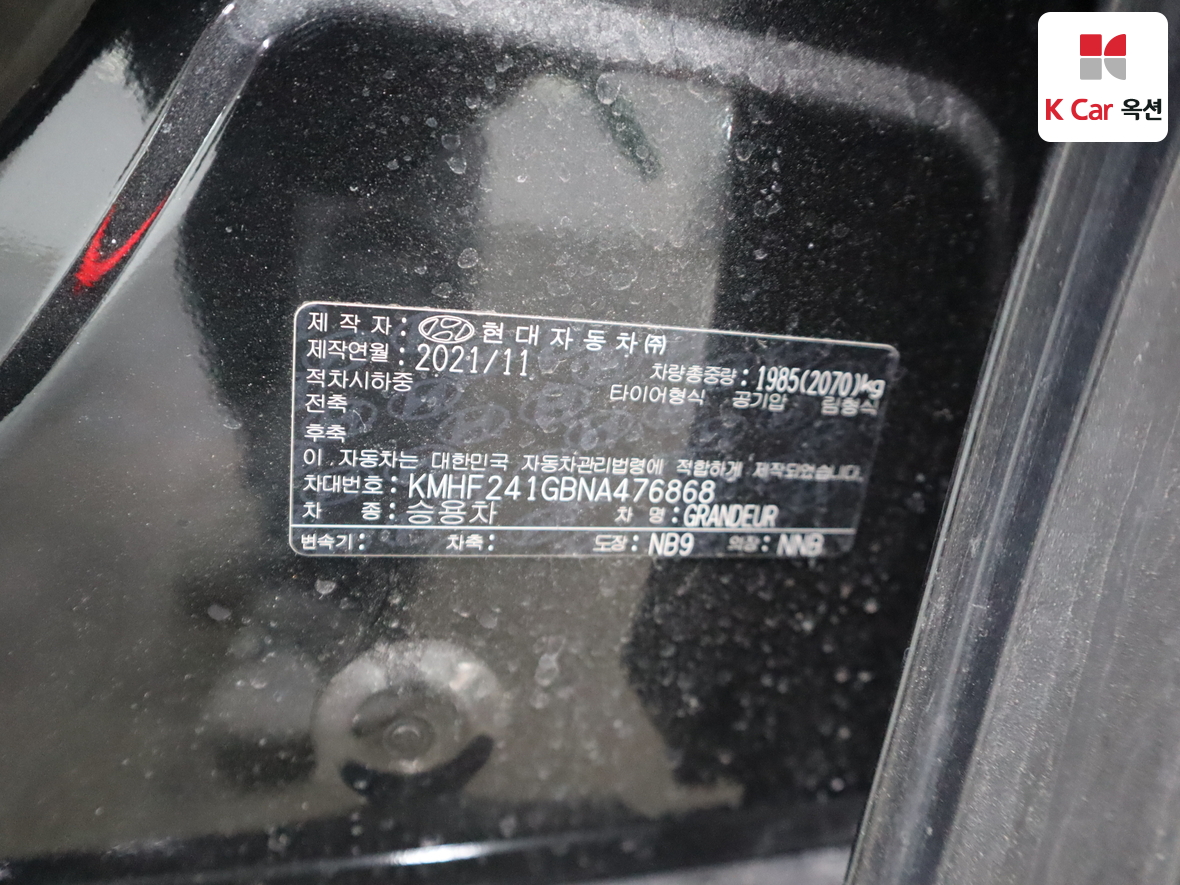 K Car 옥션
제 작 자 : 현 대 자 동 차 ㈜
제작연월 : 2021/11
차량총중량 : 1985(2070)kg
적차시하중 타이어형식 공기압 림형식
전축
후축
이 자동차는 대한민국 자동차관리법령에 적합하게 제작되었습니다.
차대번호 : KMHF241GBNA476868
차 종 : 승용차 차 명 : GRANDEUR
변속기 : 차축 : 도장 : NB9 외장 : NNB